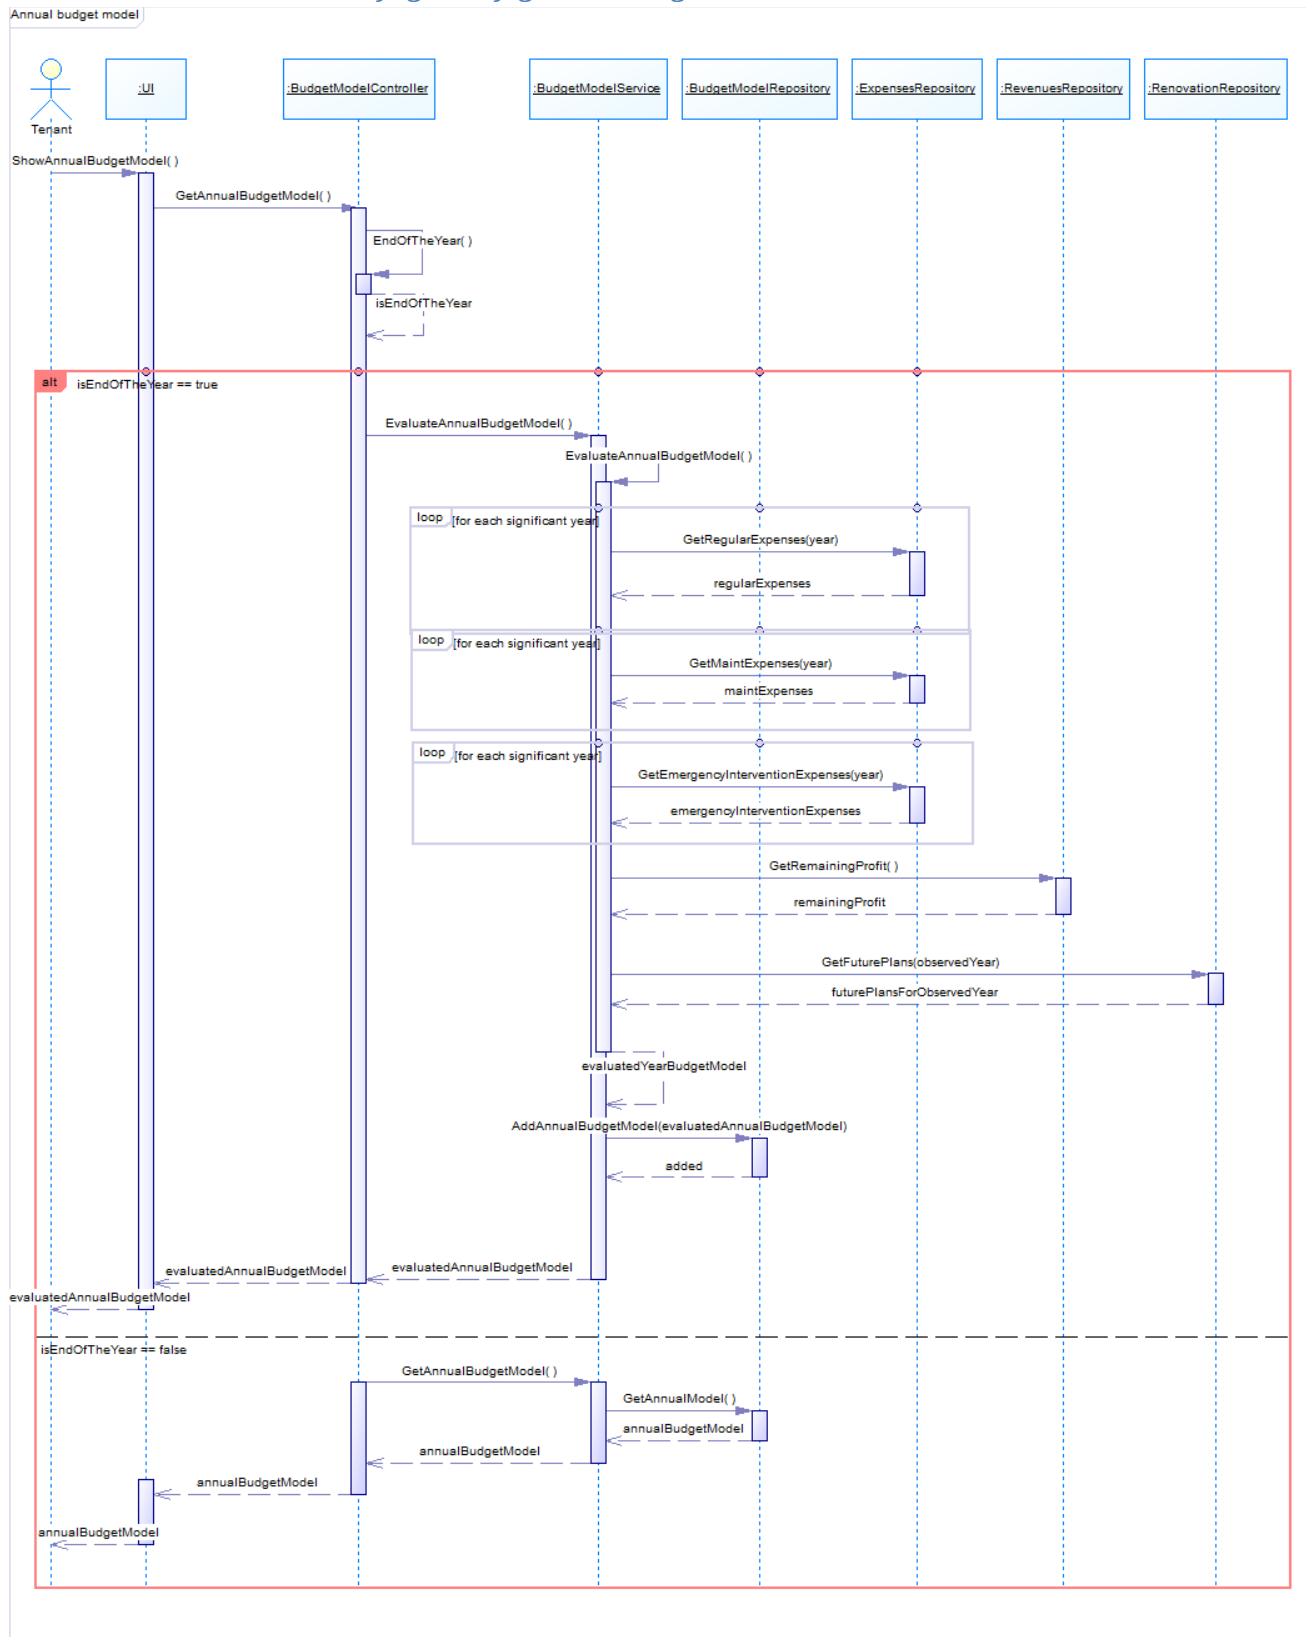 Annual budget model
:UI
:BudgetModelController
:BudgetModelService
:BudgetModelRepository
:ExpensesRepository
:RevenuesRepository
:RenovationRepository
Tenant
ShowAnnualBudgetModel( )
GetAnnualBudgetModel( )
EndOfTheYear( )
isEndOfTheYear
alt
isEndOfTheYear == true
EvaluateAnnualBudgetModel( )
EvaluateAnnualBudgetModel( )
loop
[for each significant year]
GetRegularExpenses(year)
regularExpenses
loop
[for each significant year]
GetMaintExpenses(year)
maintExpenses
loop
[for each significant year]
GetEmergencyInterventionExpenses(year)
emergencyInterventionExpenses
GetRemainingProfit( )
remainingProfit
GetFuturePlans(observedYear)
futurePlansForObservedYear
evaluatedYearBudgetModel
AddAnnualBudgetModel(evaluatedAnnualBudgetModel)
added
evaluatedAnnualBudgetModel
evaluatedAnnualBudgetModel
evaluatedAnnualBudgetModel
isEndOfTheYear == false
GetAnnualBudgetModel( )
GetAnnualModel( )
annualBudgetModel
annualBudgetModel
annualBudgetModel
annualBudgetModel